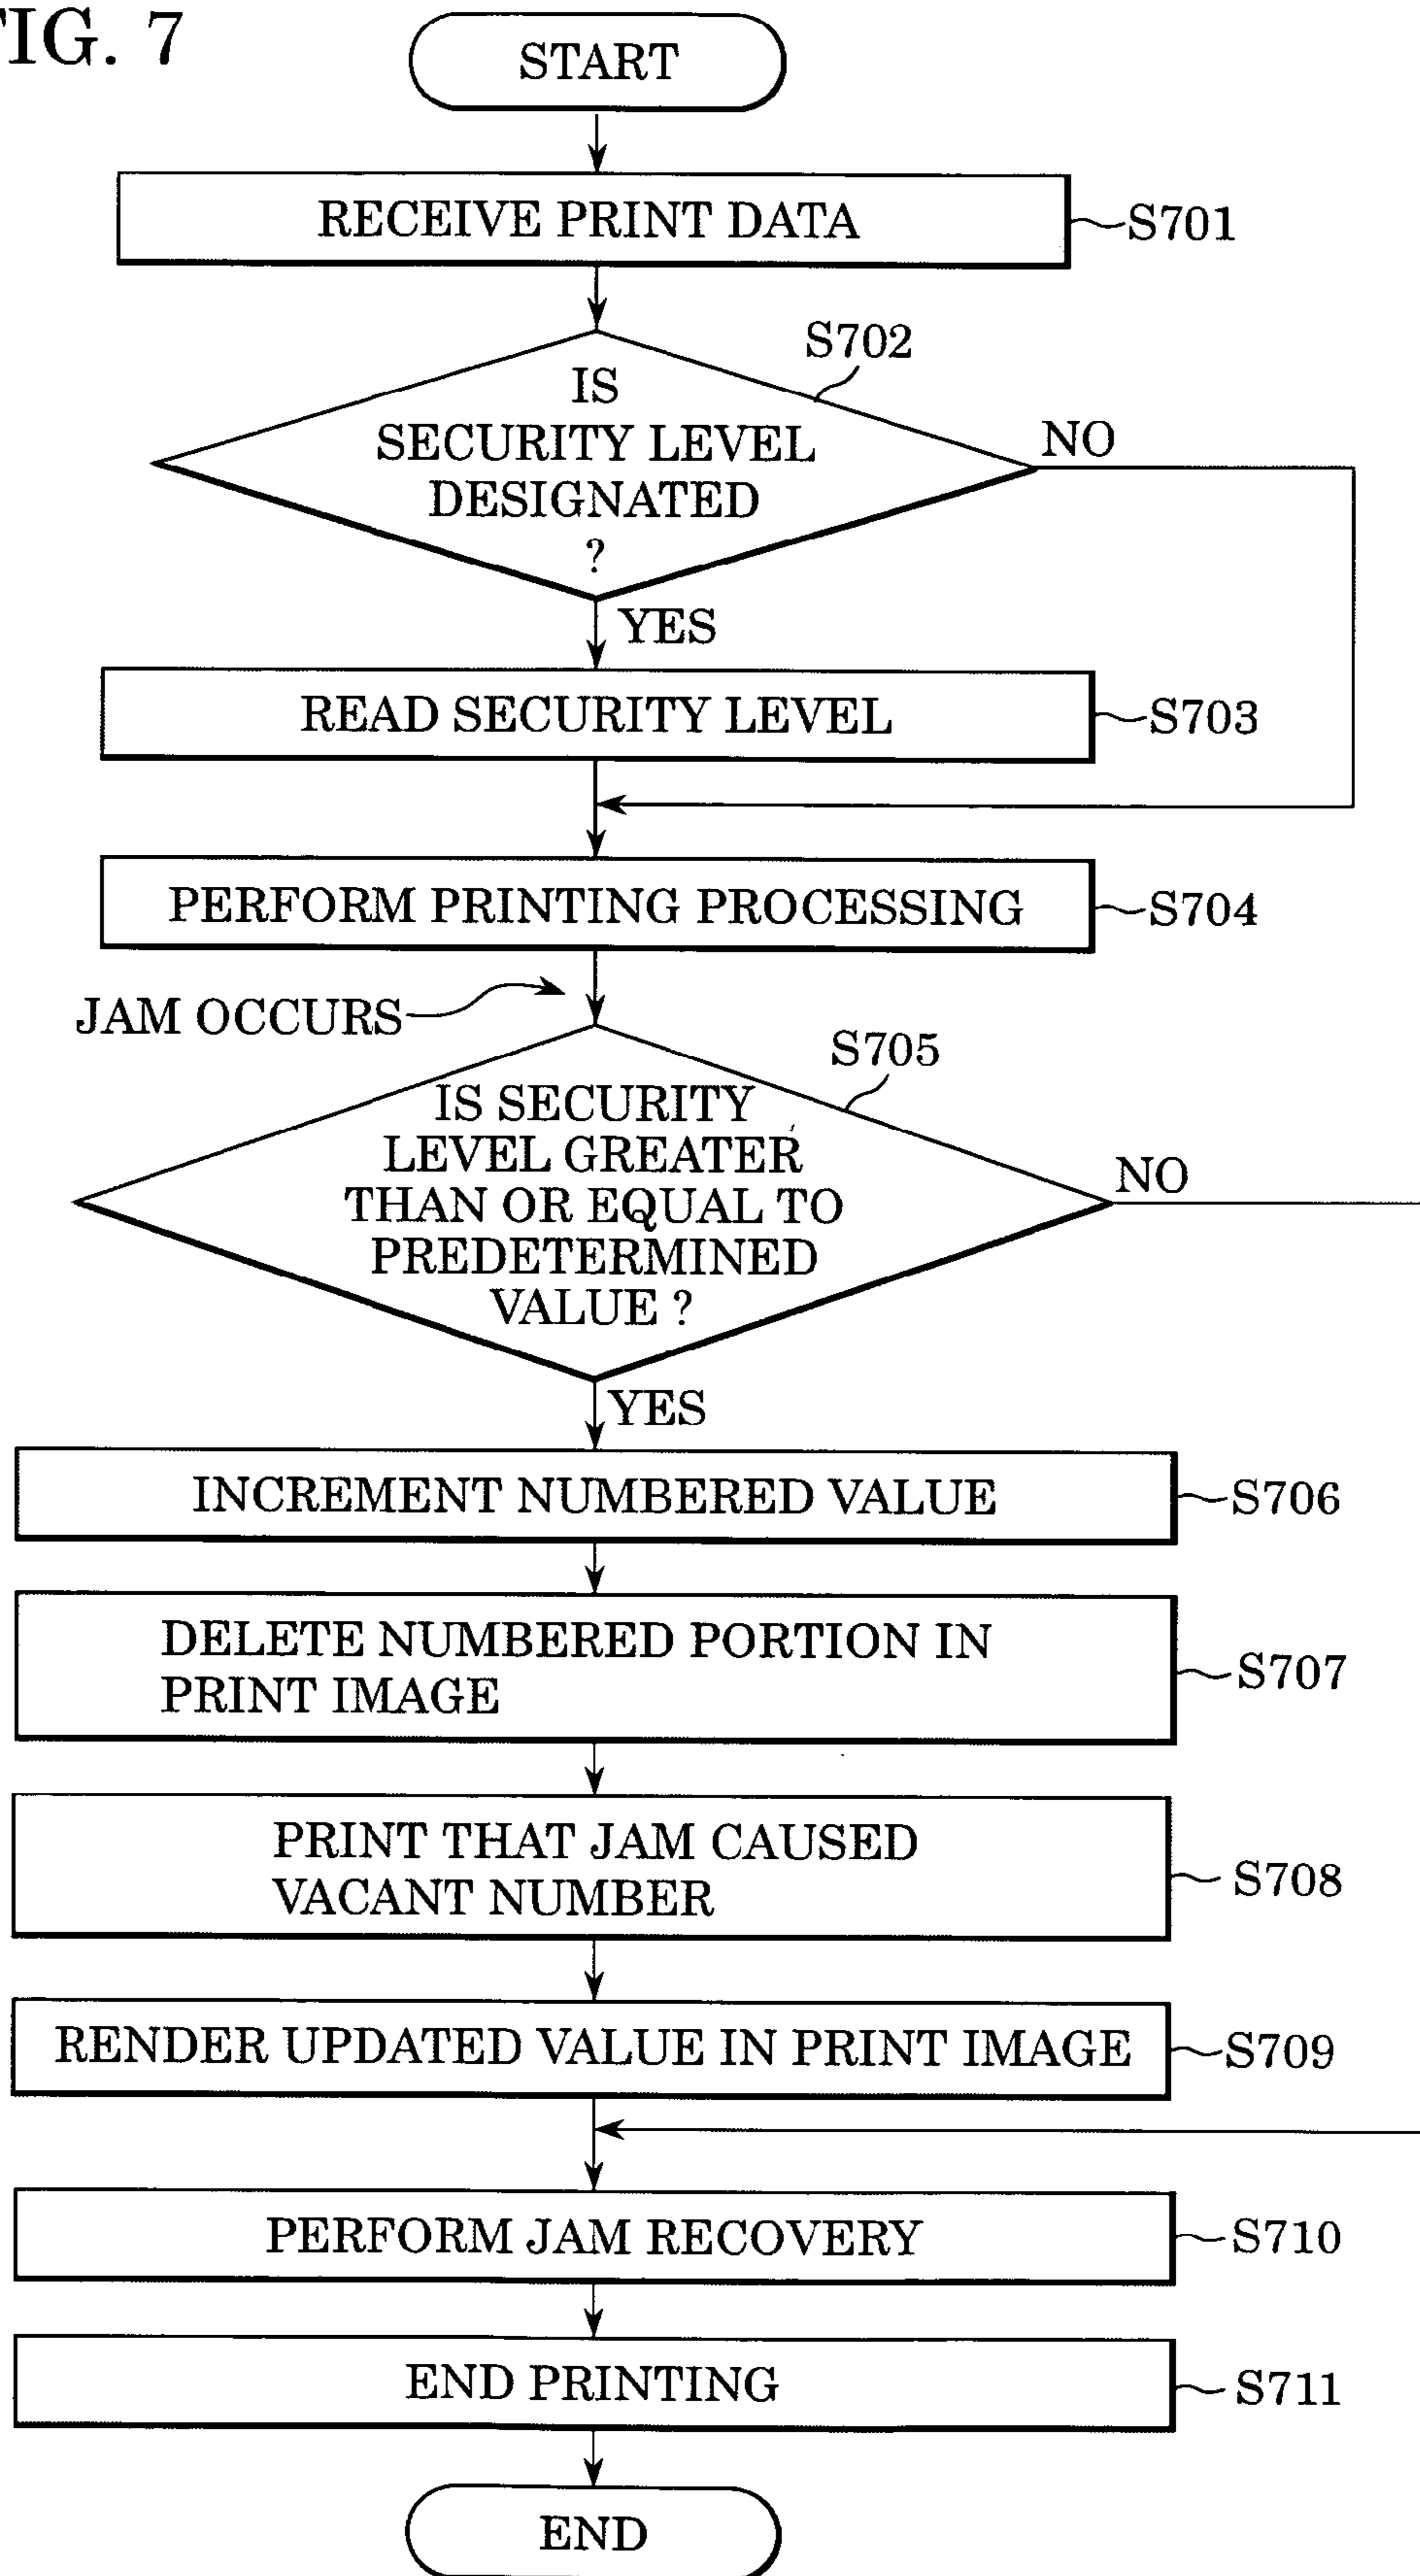 FIG. 7
START
RECEIVE PRINT DATA
S701
S702
IS
SECURITY LEVEL
DESIGNATED
?
NO
YES
READ SECURITY LEVEL
S703
PERFORM PRINTING PROCESSING
S704
JAM OCCURS
S705
IS SECURITY
LEVEL GREATER
THAN OR EQUAL TO
PREDETERMINED
VALUE ?
NO
YES
INCREMENT NUMBERED VALUE
S706
DELETE NUMBERED PORTION IN
PRINT IMAGE
S707
PRINT THAT JAM CAUSED
VACANT NUMBER
S708
RENDER UPDATED VALUE IN PRINT IMAGE
S709
PERFORM JAM RECOVERY
S710
END PRINTING
S711
END